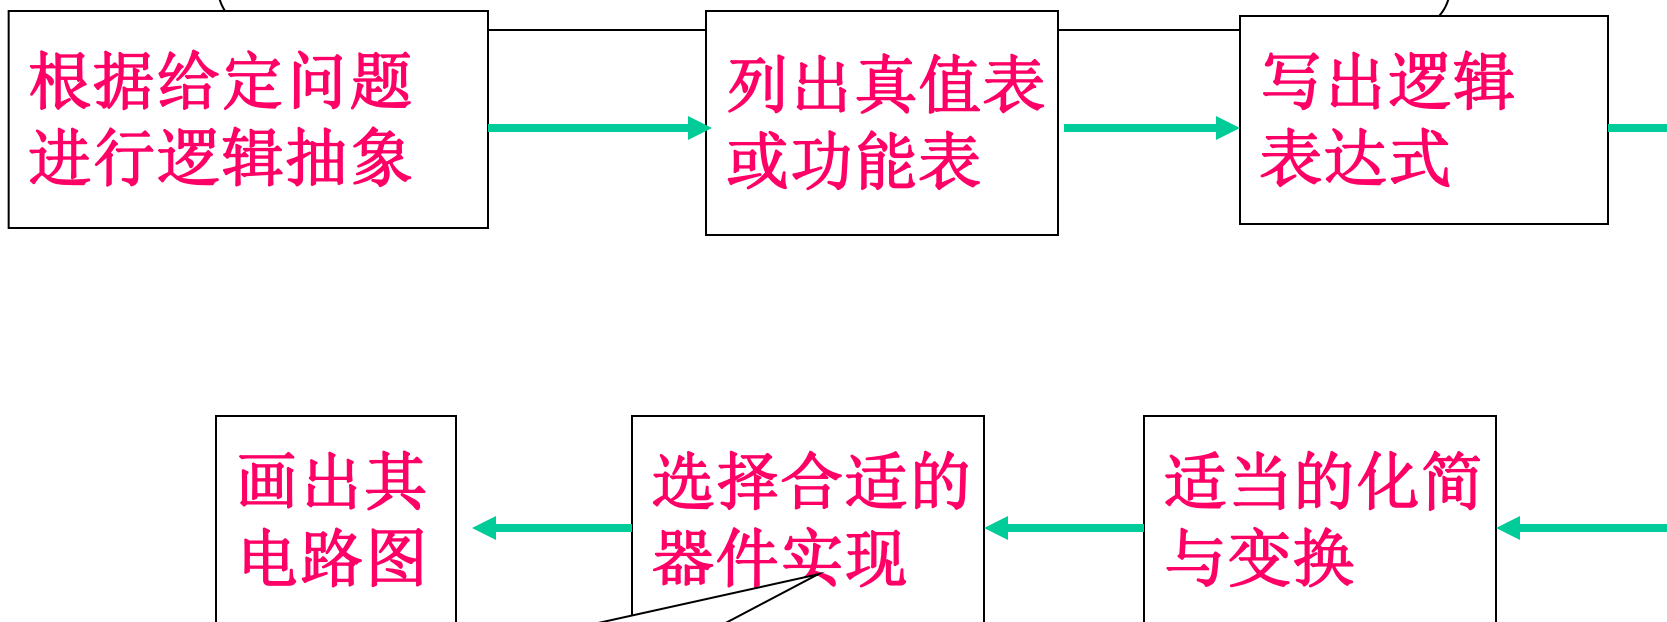 根据给定问题
进行逻辑抽象
列出真值表
或功能表
写出逻辑
表达式
适当的化简
与变换
选择合适的
器件实现
画出其
电路图